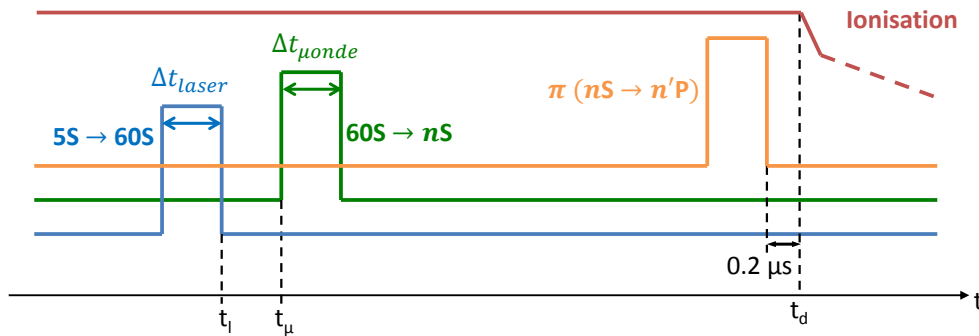 Ionisation
Δt_laser
Δt_μonde
π (nS → n'P)
5S → 60S
60S → nS
0.2 μs
t
t_l
t_μ
t_d